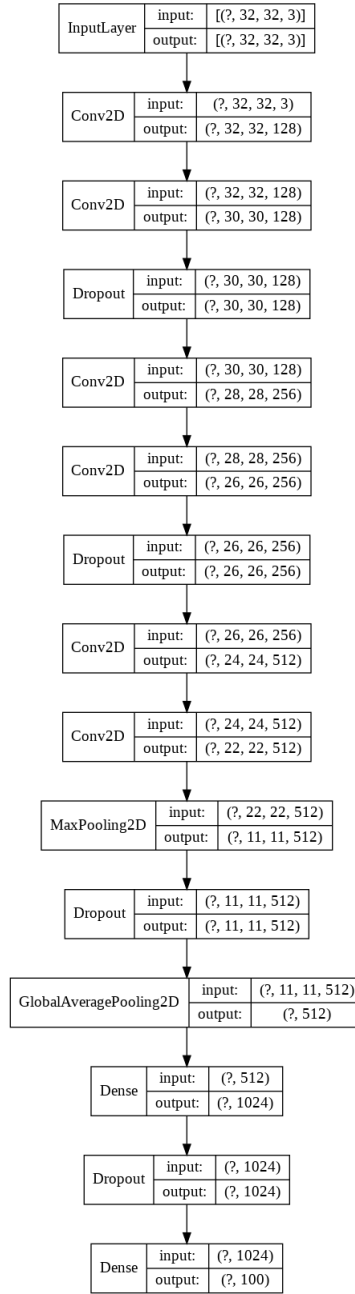 InputLayer input: [(?, 32, 32, 3)]
output: [(?, 32, 32, 3)]
Conv2D input: (?, 32, 32, 3)
output: (?, 32, 32, 128)
Conv2D input: (?, 32, 32, 128)
output: (?, 30, 30, 128)
Dropout input: (?, 30, 30, 128)
output: (?, 30, 30, 128)
Conv2D input: (?, 30, 30, 128)
output: (?, 28, 28, 256)
Conv2D input: (?, 28, 28, 256)
output: (?, 26, 26, 256)
Dropout input: (?, 26, 26, 256)
output: (?, 26, 26, 256)
Conv2D input: (?, 26, 26, 256)
output: (?, 24, 24, 512)
Conv2D input: (?, 24, 24, 512)
output: (?, 22, 22, 512)
MaxPooling2D input: (?, 22, 22, 512)
output: (?, 11, 11, 512)
Dropout input: (?, 11, 11, 512)
output: (?, 11, 11, 512)
GlobalAveragePooling2D input: (?, 11, 11, 512)
output: (?, 512)
Dense input: (?, 512)
output: (?, 1024)
Dropout input: (?, 1024)
output: (?, 1024)
Dense input: (?, 1024)
output: (?, 100)